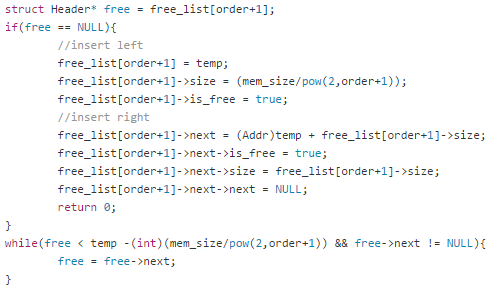 struct Header* free = free_list[order+1];
if(free == NULL){
        //insert left
        free_list[order+1] = temp;
        free_list[order+1]->size = (mem_size/pow(2,order+1));
        free_list[order+1]->is_free = true;
        //insert right
        free_list[order+1]->next = (Addr)temp + free_list[order+1]->size;
        free_list[order+1]->next->is_free = true;
        free_list[order+1]->next->size = free_list[order+1]->size;
        free_list[order+1]->next->next = NULL;
        return 0;
}
while(free < temp -(int)(mem_size/pow(2,order+1)) && free->next != NULL){
        free = free->next;
}